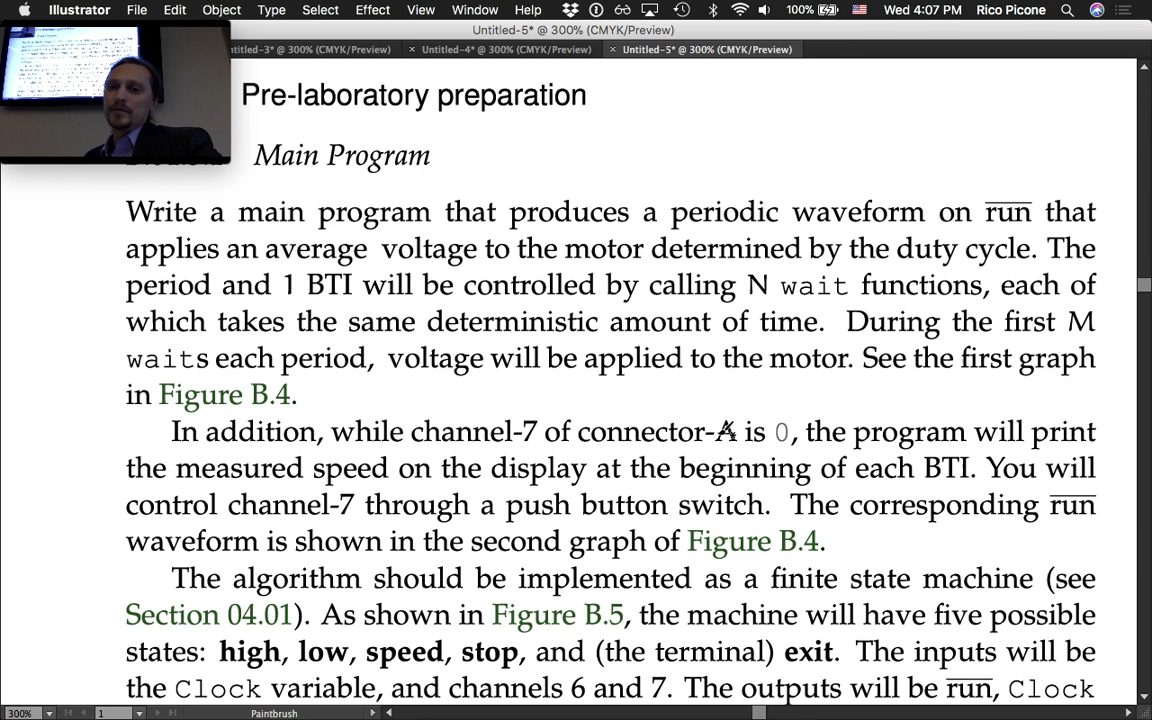 Illustrator File Edit Object Type Select Effect View Window Help 100% Wed 4:07 PM Rico Picone
Untitled-5* @ 300% (CMYK/Preview)
ntitled-3* @ 300% (CMYK/Preview) × Untitled-4* @ 300% (CMYK/Preview) × Untitled-5* @ 300% (CMYK/Preview)
Pre-laboratory preparation
Main Program
Write a main program that produces a periodic waveform on run that
applies an average voltage to the motor determined by the duty cycle. The
period and 1 BTI will be controlled by calling N wait functions, each of
which takes the same deterministic amount of time. During the first M
waits each period, voltage will be applied to the motor. See the first graph
in Figure B.4.
In addition, while channel-7 of connector-A is 0, the program will print
the measured speed on the display at the beginning of each BTI. You will
control channel-7 through a push button switch. The corresponding run
waveform is shown in the second graph of Figure B.4.
The algorithm should be implemented as a finite state machine (see
Section 04.01). As shown in Figure B.5, the machine will have five possible
states: high, low, speed, stop, and (the terminal) exit. The inputs will be
the Clock variable, and channels 6 and 7. The outputs will be run, Clock
300% 1 Paintbrush